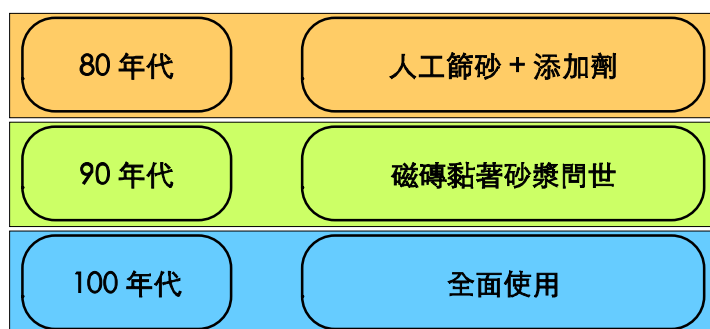 80 年代 人工篩砂 + 添加劑
90 年代 磁磚黏著砂漿問世
100 年代 全面使用